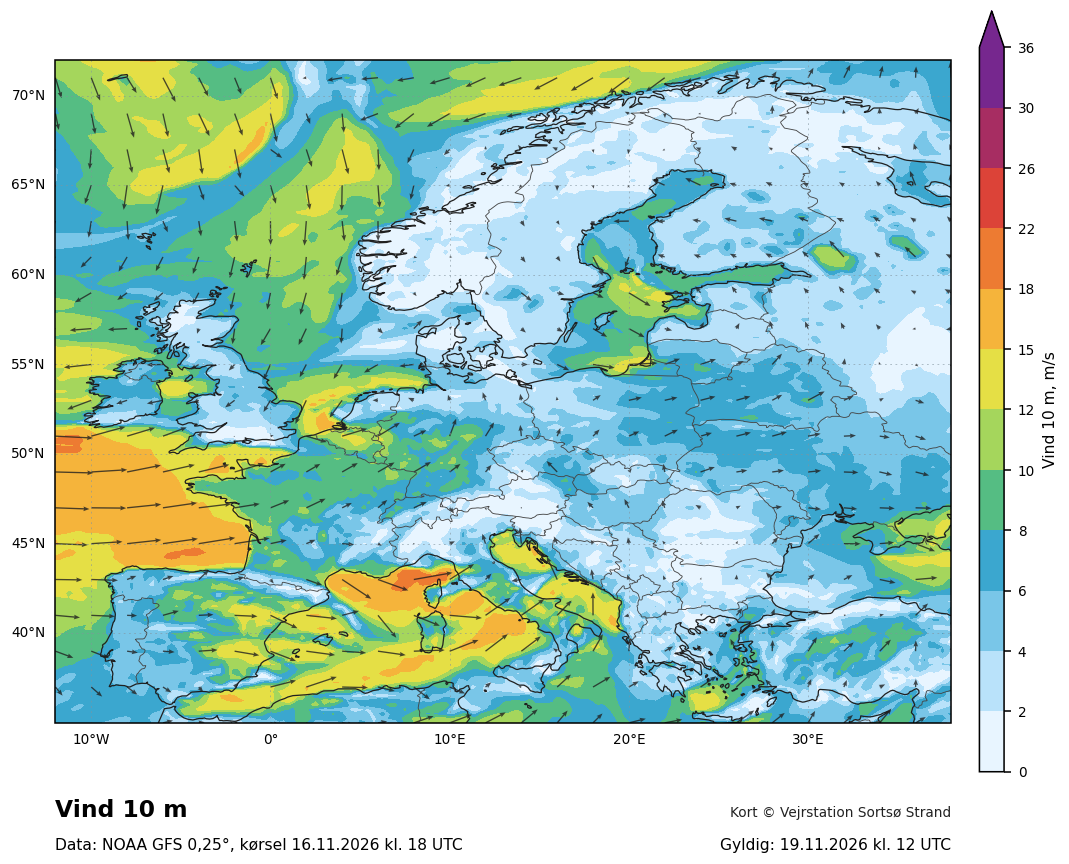 36
30
26
22
18
15
12
10
8
6
4
2
0
Vind 10 m, m/s
70°N
65°N
60°N
55°N
50°N
45°N
40°N
10°W
0°
10°E
20°E
30°E
Vind 10 m
Kort © Vejrstation Sortsø Strand
Data: NOAA GFS 0,25°, kørsel 16.11.2026 kl. 18 UTC
Gyldig: 19.11.2026 kl. 12 UTC